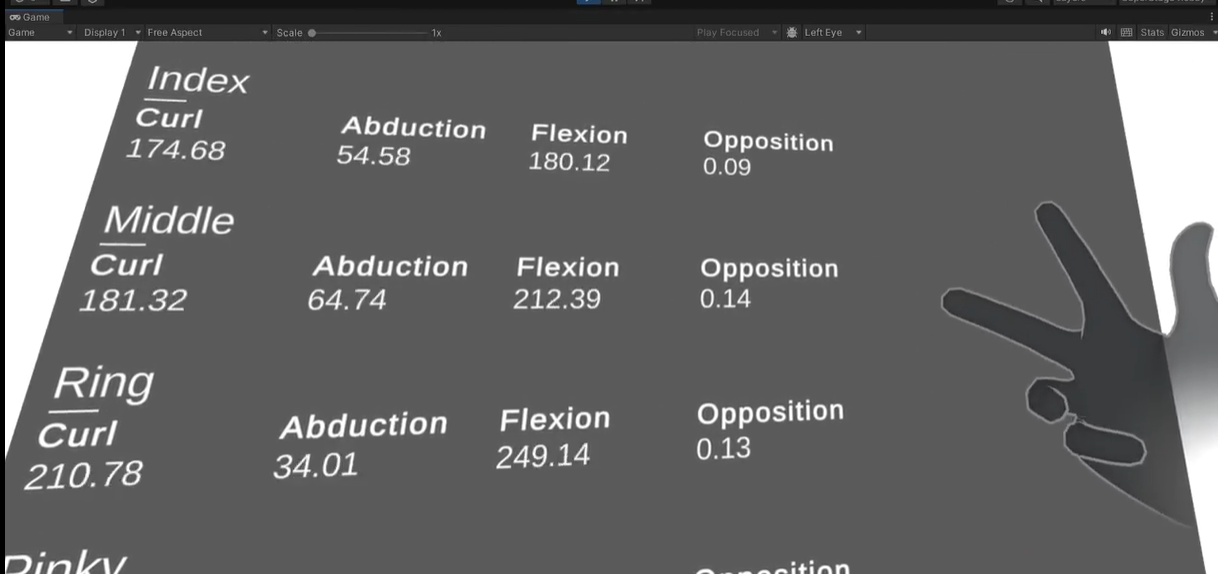 Game
Game Display 1 Free Aspect Scale 1x Play Focused Left Eye Stats Gizmos
Index
Curl Abduction Flexion Opposition
174.68 54.58 180.12 0.09
Middle
Curl Abduction Flexion Opposition
181.32 64.74 212.39 0.14
Ring
Curl Abduction Flexion Opposition
210.78 34.01 249.14 0.13
Pinky Opposition